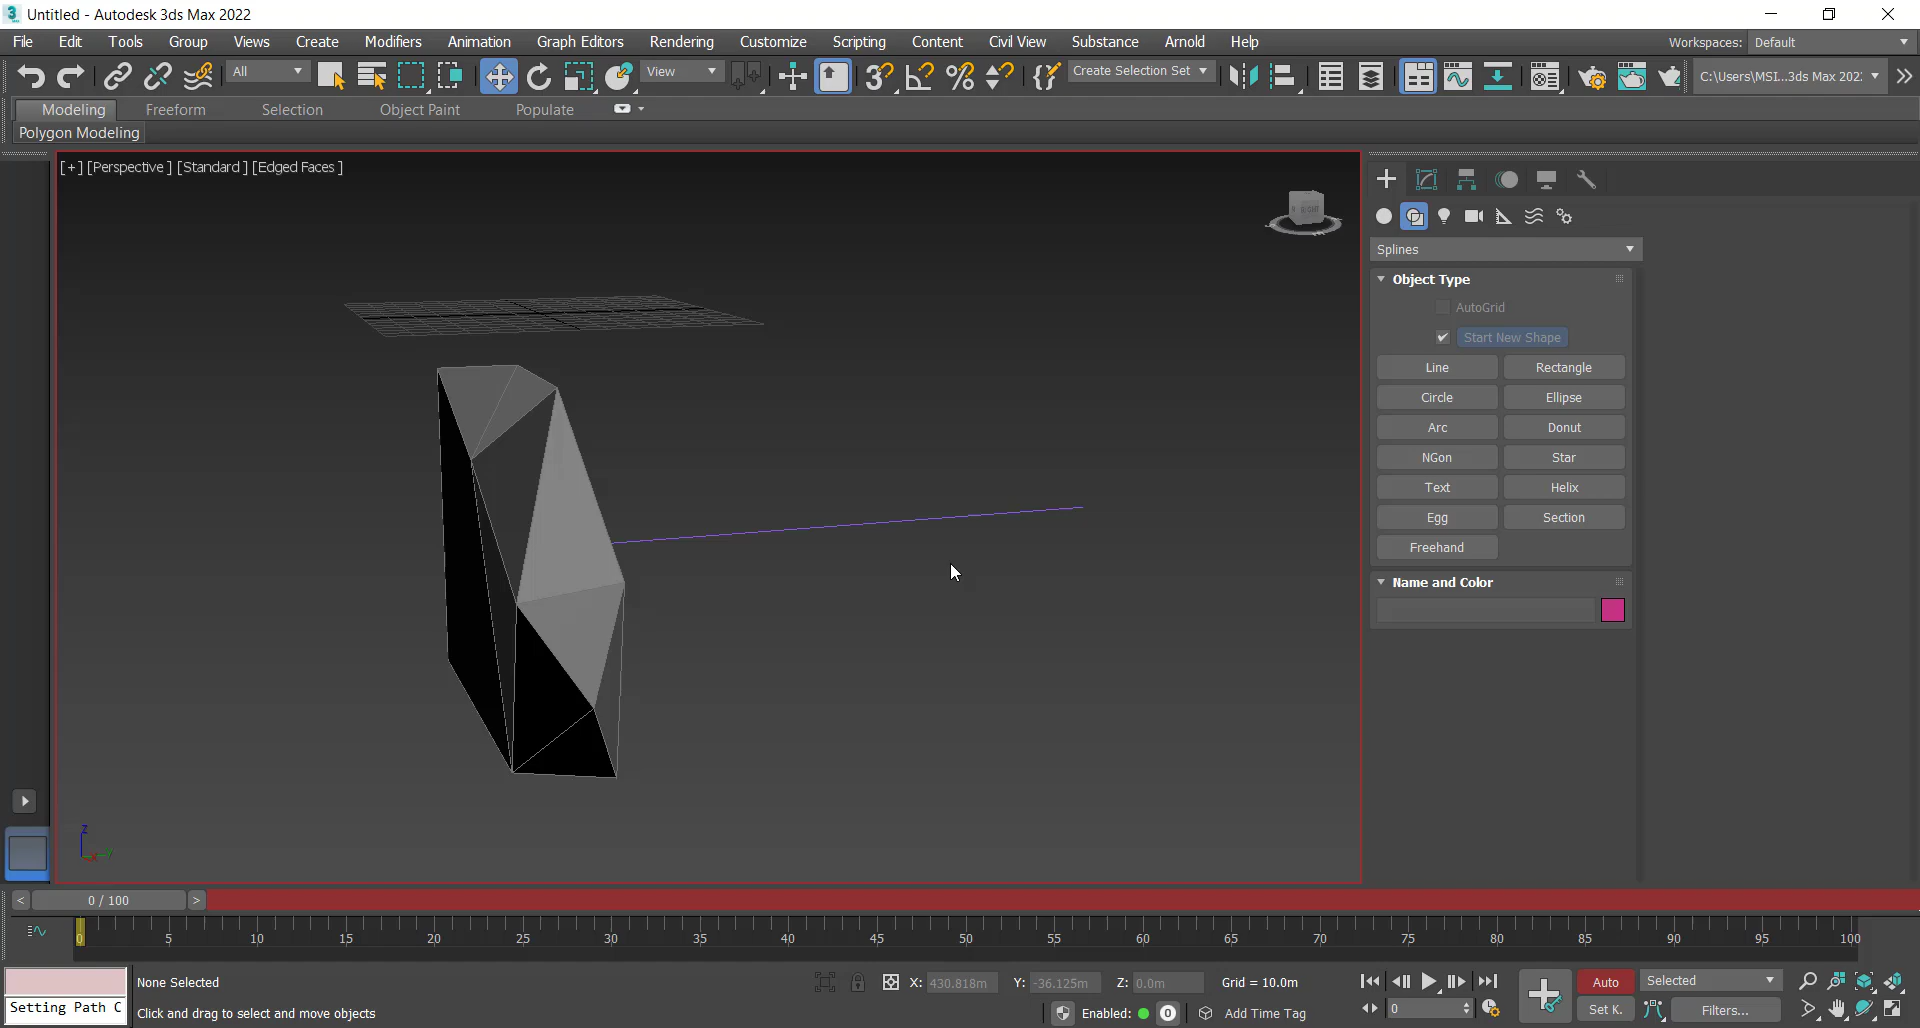 Untitled - Autodesk 3ds Max 2022
File Edit Tools Group Views Create Modifiers Animation Graph Editors Rendering Customize Scripting Content Civil View Substance Arnold Help Workspaces: Default
All View Create Selection Set C:\Users\MSI...3ds Max 202:
Modeling Freeform Selection Object Paint Populate
Polygon Modeling
[+] [Perspective ] [Standard ] [Edged Faces ]
RIGHT
Splines
Object Type
AutoGrid
Start New Shape
Line Rectangle
Circle Ellipse
Arc Donut
NGon Star
Text Helix
Egg Section
Freehand
Name and Color
z
x y
< 0 / 100 >
0 5 10 15 20 25 30 35 40 45 50 55 60 65 70 75 80 85 90 95 100
None Selected X: 430.818m Y: -36.125m Z: 0.0m Grid = 10.0m Auto Selected
Setting Path C Click and drag to select and move objects Enabled: 0 Add Time Tag 0 Set K. Filters...